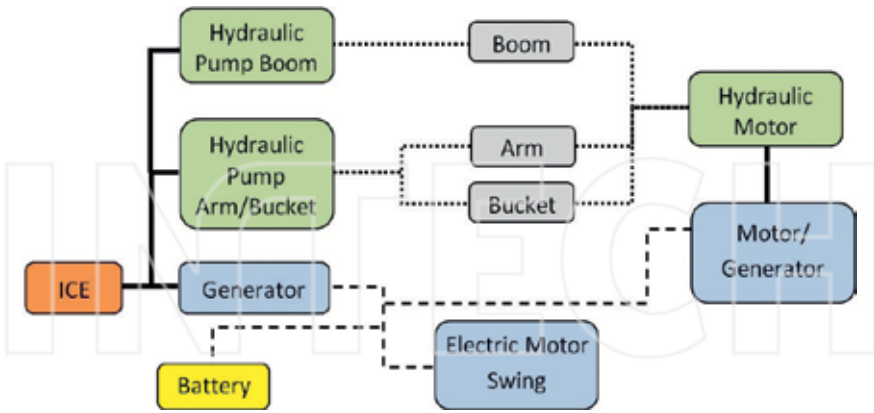 Hydraulic
Pump Boom
Boom
Hydraulic
Motor
Hydraulic
Pump
Arm/Bucket
Arm
Bucket
Motor/
Generator
ICE
Generator
Electric Motor
Swing
Battery
INTECH